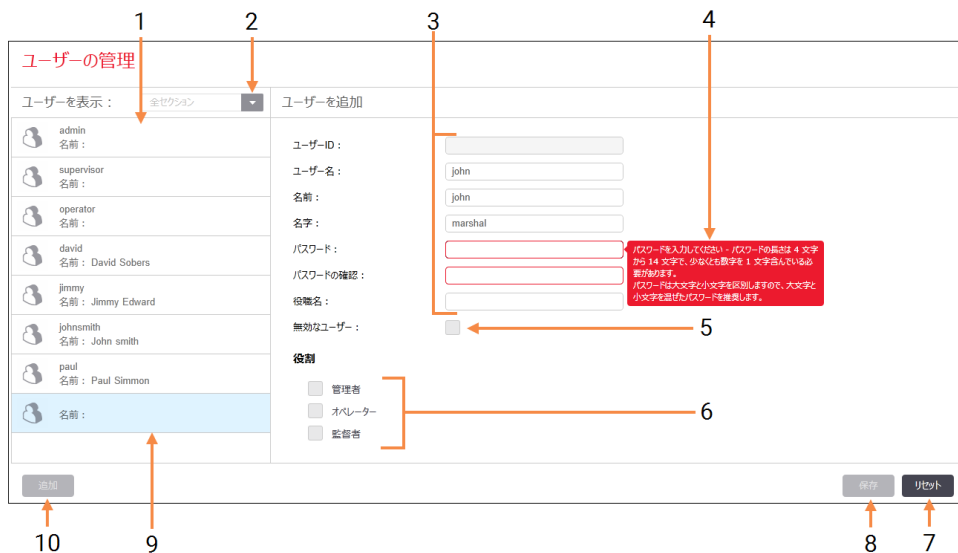 1
2
3
4
ユーザーの管理
ユーザーを表示：
全セクション
ユーザーを追加
admin
名前：
supervisor
名前：
operator
名前：
david
名前： David Sobers
jimmy
名前： Jimmy Edward
johnsmith
名前： John smith
paul
名前： Paul Simmon
名前：
ユーザーID：
ユーザー名：
john
名前：
john
名字：
marshal
パスワード：
パスワードを入力してください - パスワードの長さは 4 文字
から 14 文字で、少なくとも数字を 1 文字含んでいる必
要があります。
パスワードは大文字と小文字を区別しますので、大文字と
小文字を混ぜたパスワードを推奨します。
パスワードの確認：
役職名：
無効なユーザー：
5
役割
管理者
オペレーター
監督者
6
追加
保存
リセット
10
9
8
7